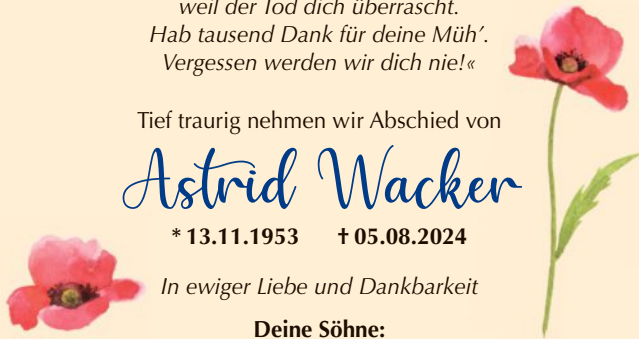 weil der Tod dich überrascht.
Hab tausend Dank für deine Müh’.
Vergessen werden wir dich nie!«
Tief traurig nehmen wir Abschied von
Astrid Wacker
* 13.11.1953 † 05.08.2024
In ewiger Liebe und Dankbarkeit
Deine Söhne: